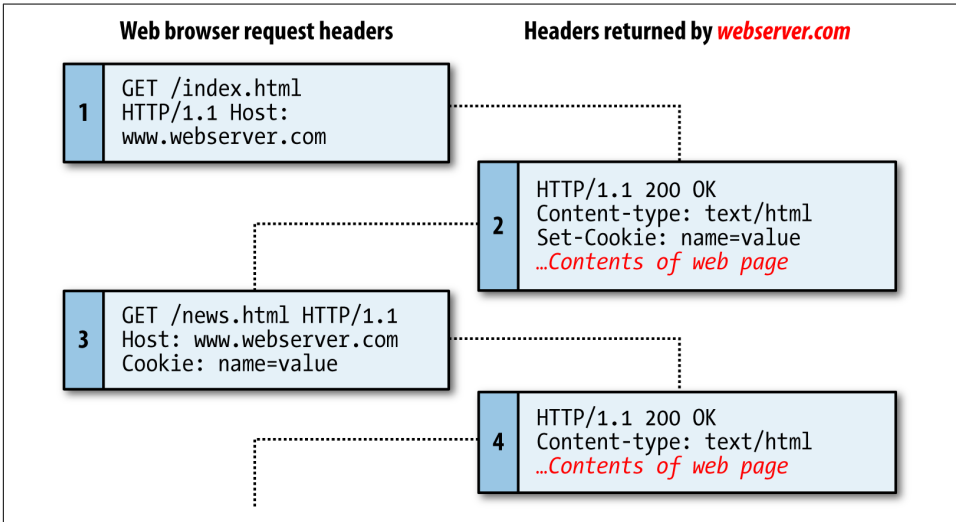 Web browser request headers
Headers returned by webserver.com
1
GET /index.html
HTTP/1.1 Host:
www.webserver.com
2
HTTP/1.1 200 OK
Content-type: text/html
Set-Cookie: name=value
…Contents of web page
3
GET /news.html HTTP/1.1
Host: www.webserver.com
Cookie: name=value
4
HTTP/1.1 200 OK
Content-type: text/html
…Contents of web page